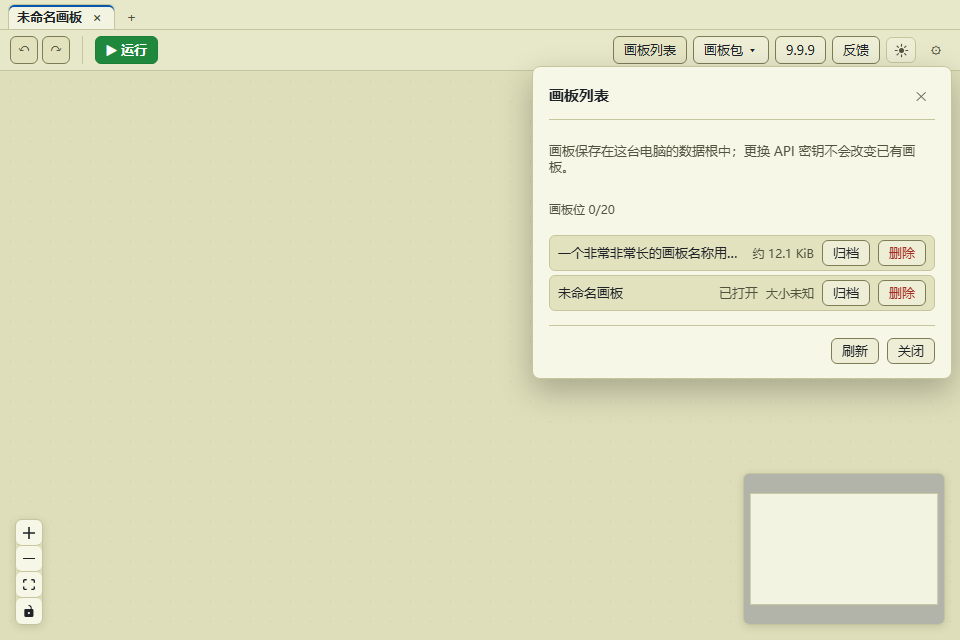 未命名画板 × +
运行 画板列表 画板包 9.9.9 反馈
画板列表
画板保存在这台电脑的数据根中；更换 API 密钥不会改变已有画
板。
画板位 0/20
一个非常非常长的画板名称用... 约 12.1 KiB 归档 删除
未命名画板 已打开 大小未知 归档 删除
刷新 关闭